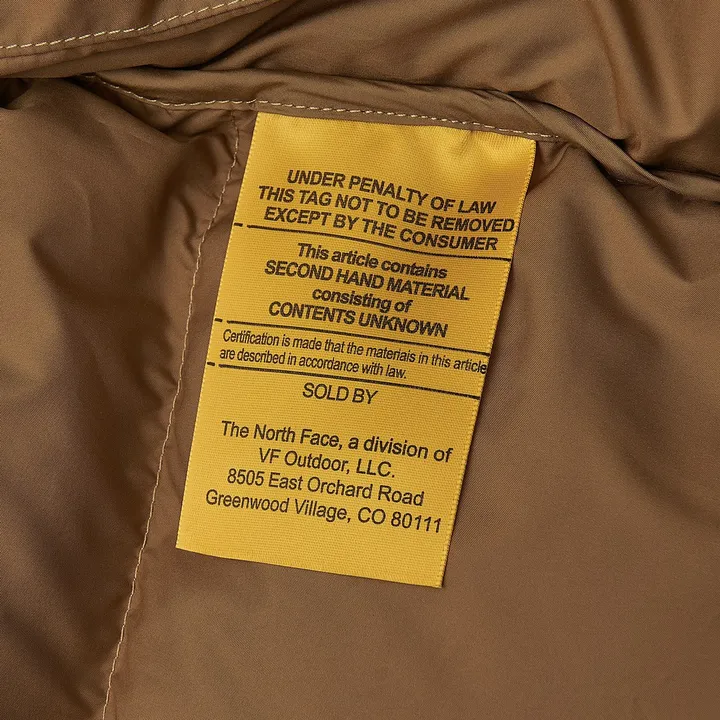 UNDER PENALTY OF LAW
THIS TAG NOT TO BE REMOVED
EXCEPT BY THE CONSUMER
This article contains
SECOND HAND MATERIAL
consisting of
CONTENTS UNKNOWN
Certification is made that the materiais in this article
are described in accordance with law.
SOLD BY
The North Face, a division of
VF Outdoor, LLC.
8505 East Orchard Road
Greenwood Village, CO 80111